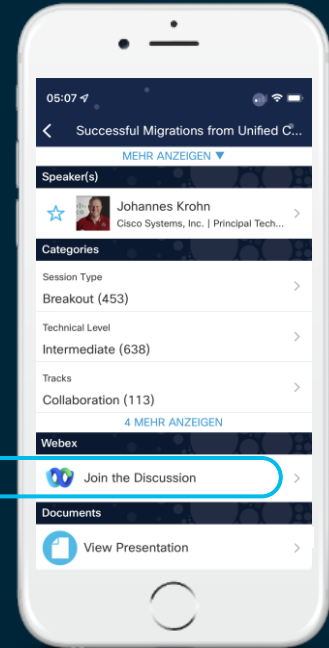 05:07
Successful Migrations from Unified C...
MEHR ANZEIGEN ▼
Speaker(s)
Johannes Krohn
Cisco Systems, Inc. | Principal Tech...
Categories
Session Type
Breakout (453)
Technical Level
Intermediate (638)
Tracks
Collaboration (113)
4 MEHR ANZEIGEN
Webex
Join the Discussion
Documents
View Presentation